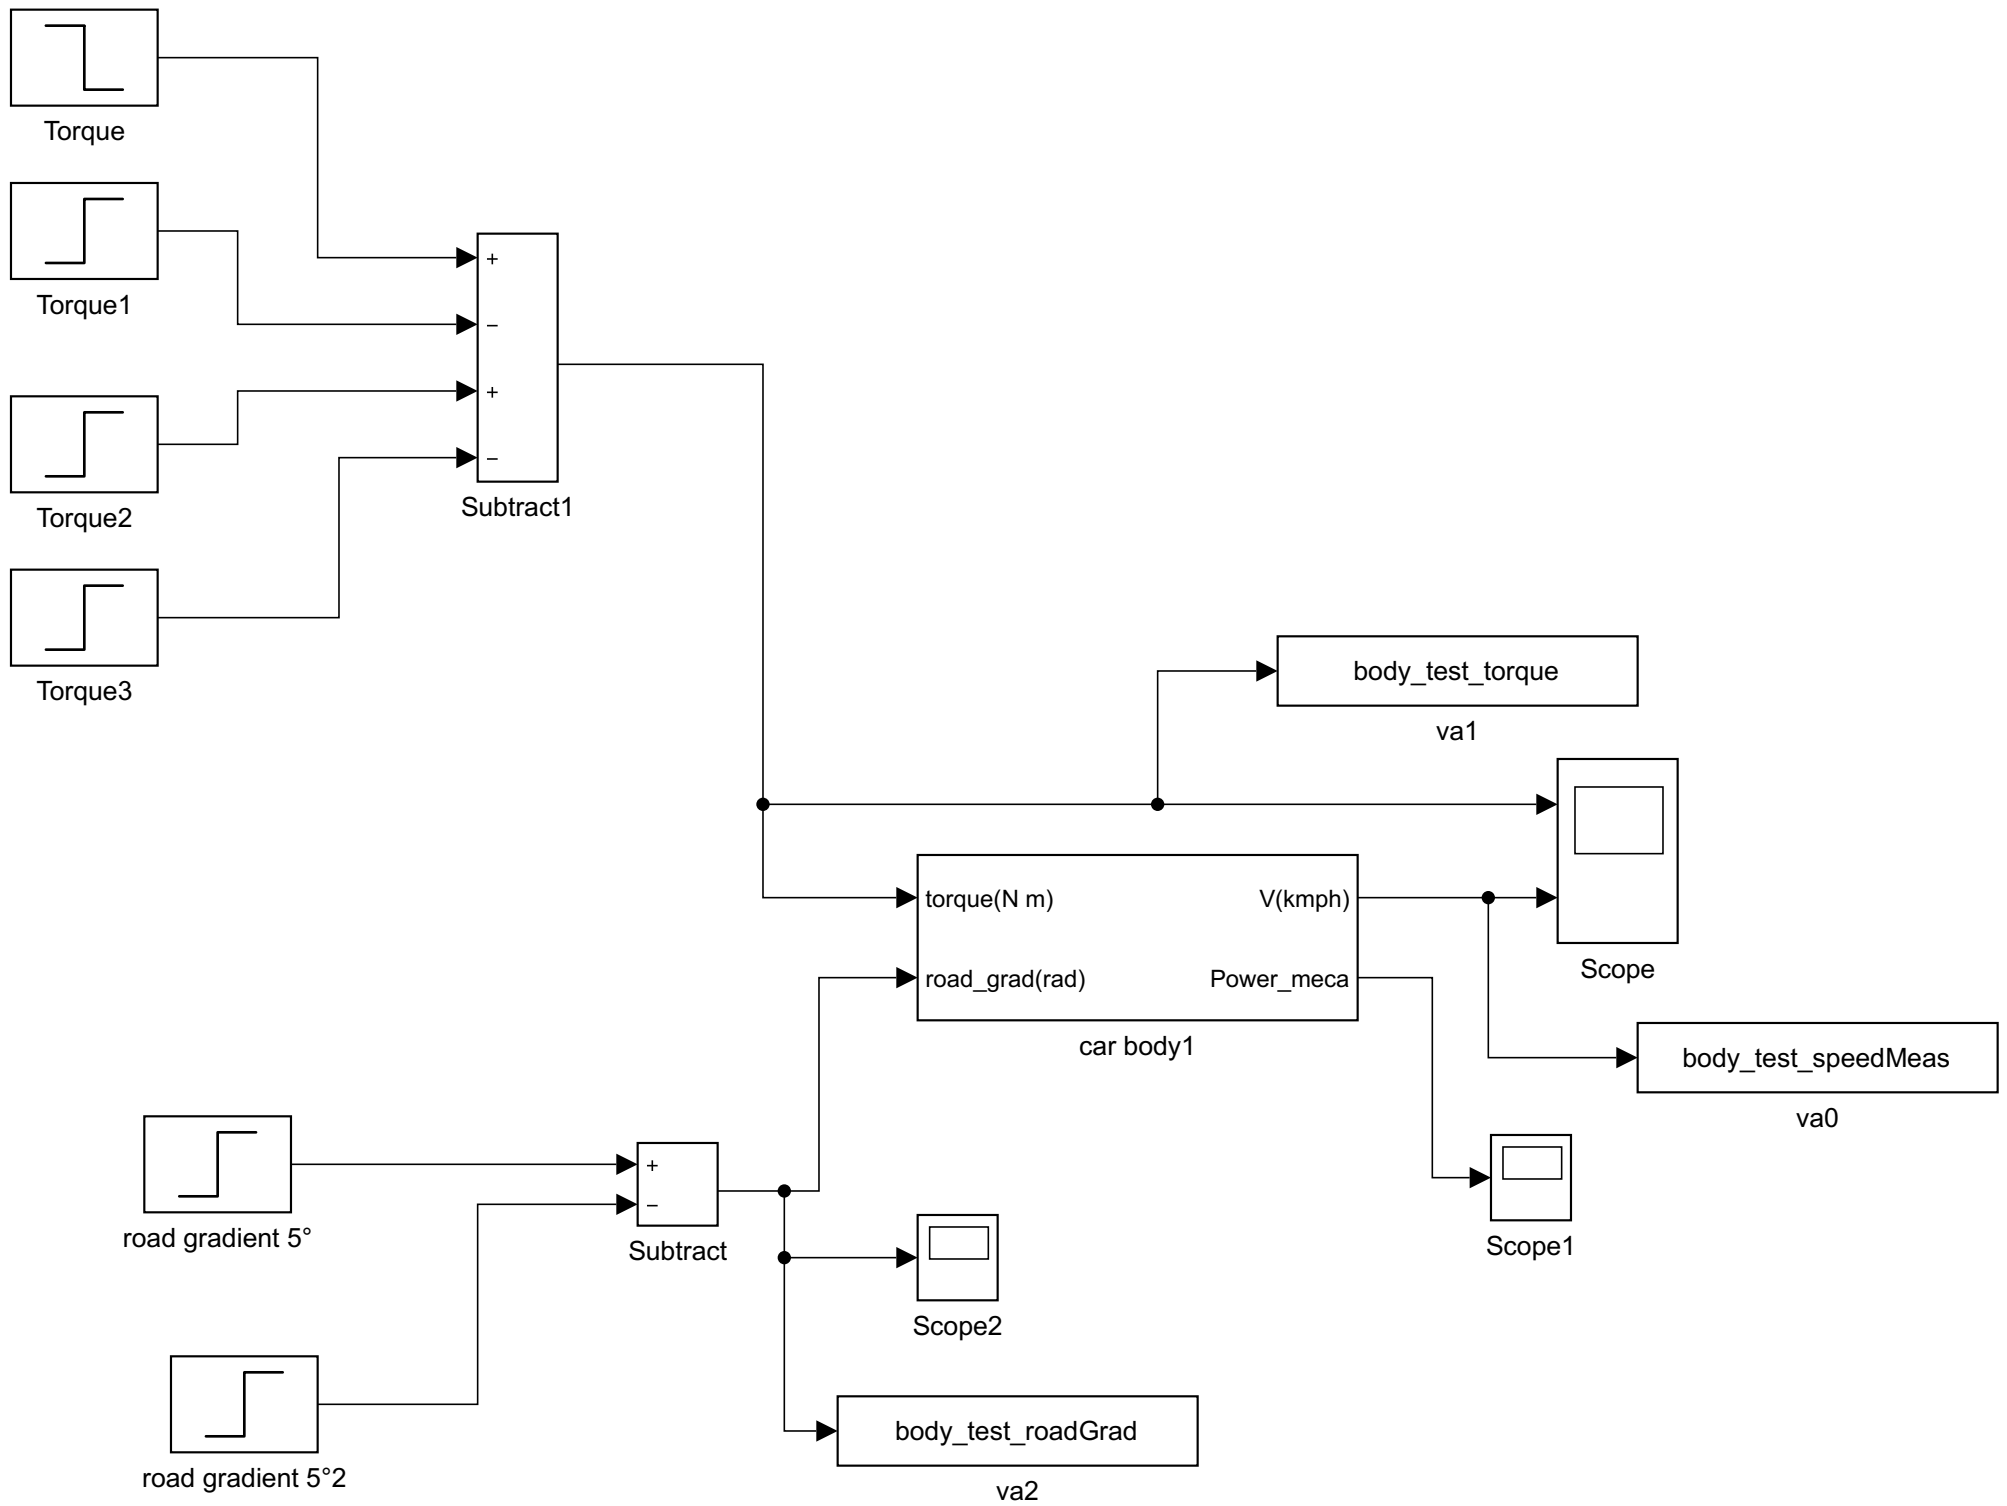 Torque
Torque1
+
−
+
−
Torque2
Subtract1
Torque3
body_test_torque
va1
torque(N m)
V(kmph)
road_grad(rad)
Power_meca
Scope
car body1
body_test_speedMeas
va0
+
−
road gradient 5°
Subtract
Scope1
Scope2
body_test_roadGrad
road gradient 5°2
va2